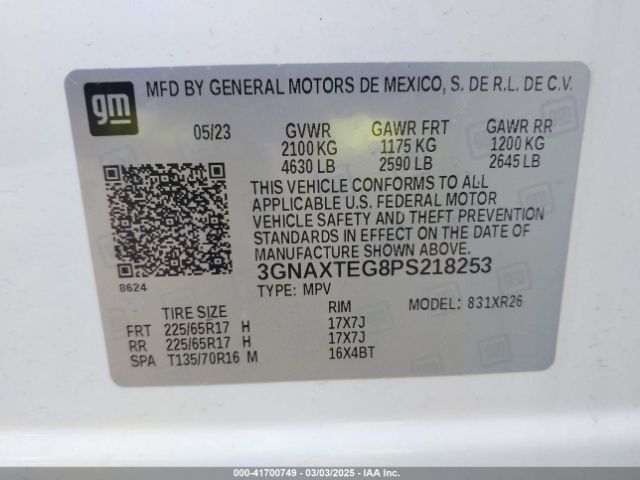 gm
MFD BY GENERAL MOTORS DE MEXICO, S. DE R.L. DE C.V.
05/23 GVWR GAWR FRT GAWR RR
2100 KG 1175 KG 1200 KG
4630 LB 2590 LB 2645 LB
THIS VEHICLE CONFORMS TO ALL
APPLICABLE U.S. FEDERAL MOTOR
VEHICLE SAFETY AND THEFT PREVENTION
STANDARDS IN EFFECT ON THE DATE OF
MANUFACTURE SHOWN ABOVE.
3GNAXTEG8PS218253
8624
TYPE: MPV MODEL: 831XR26
TIRE SIZE RIM
FRT 225/65R17 H 17X7J
RR 225/65R17 H 17X7J
SPA T135/70R16 M 16X4BT
000-41700749 - 03/03/2025 - IAA Inc.